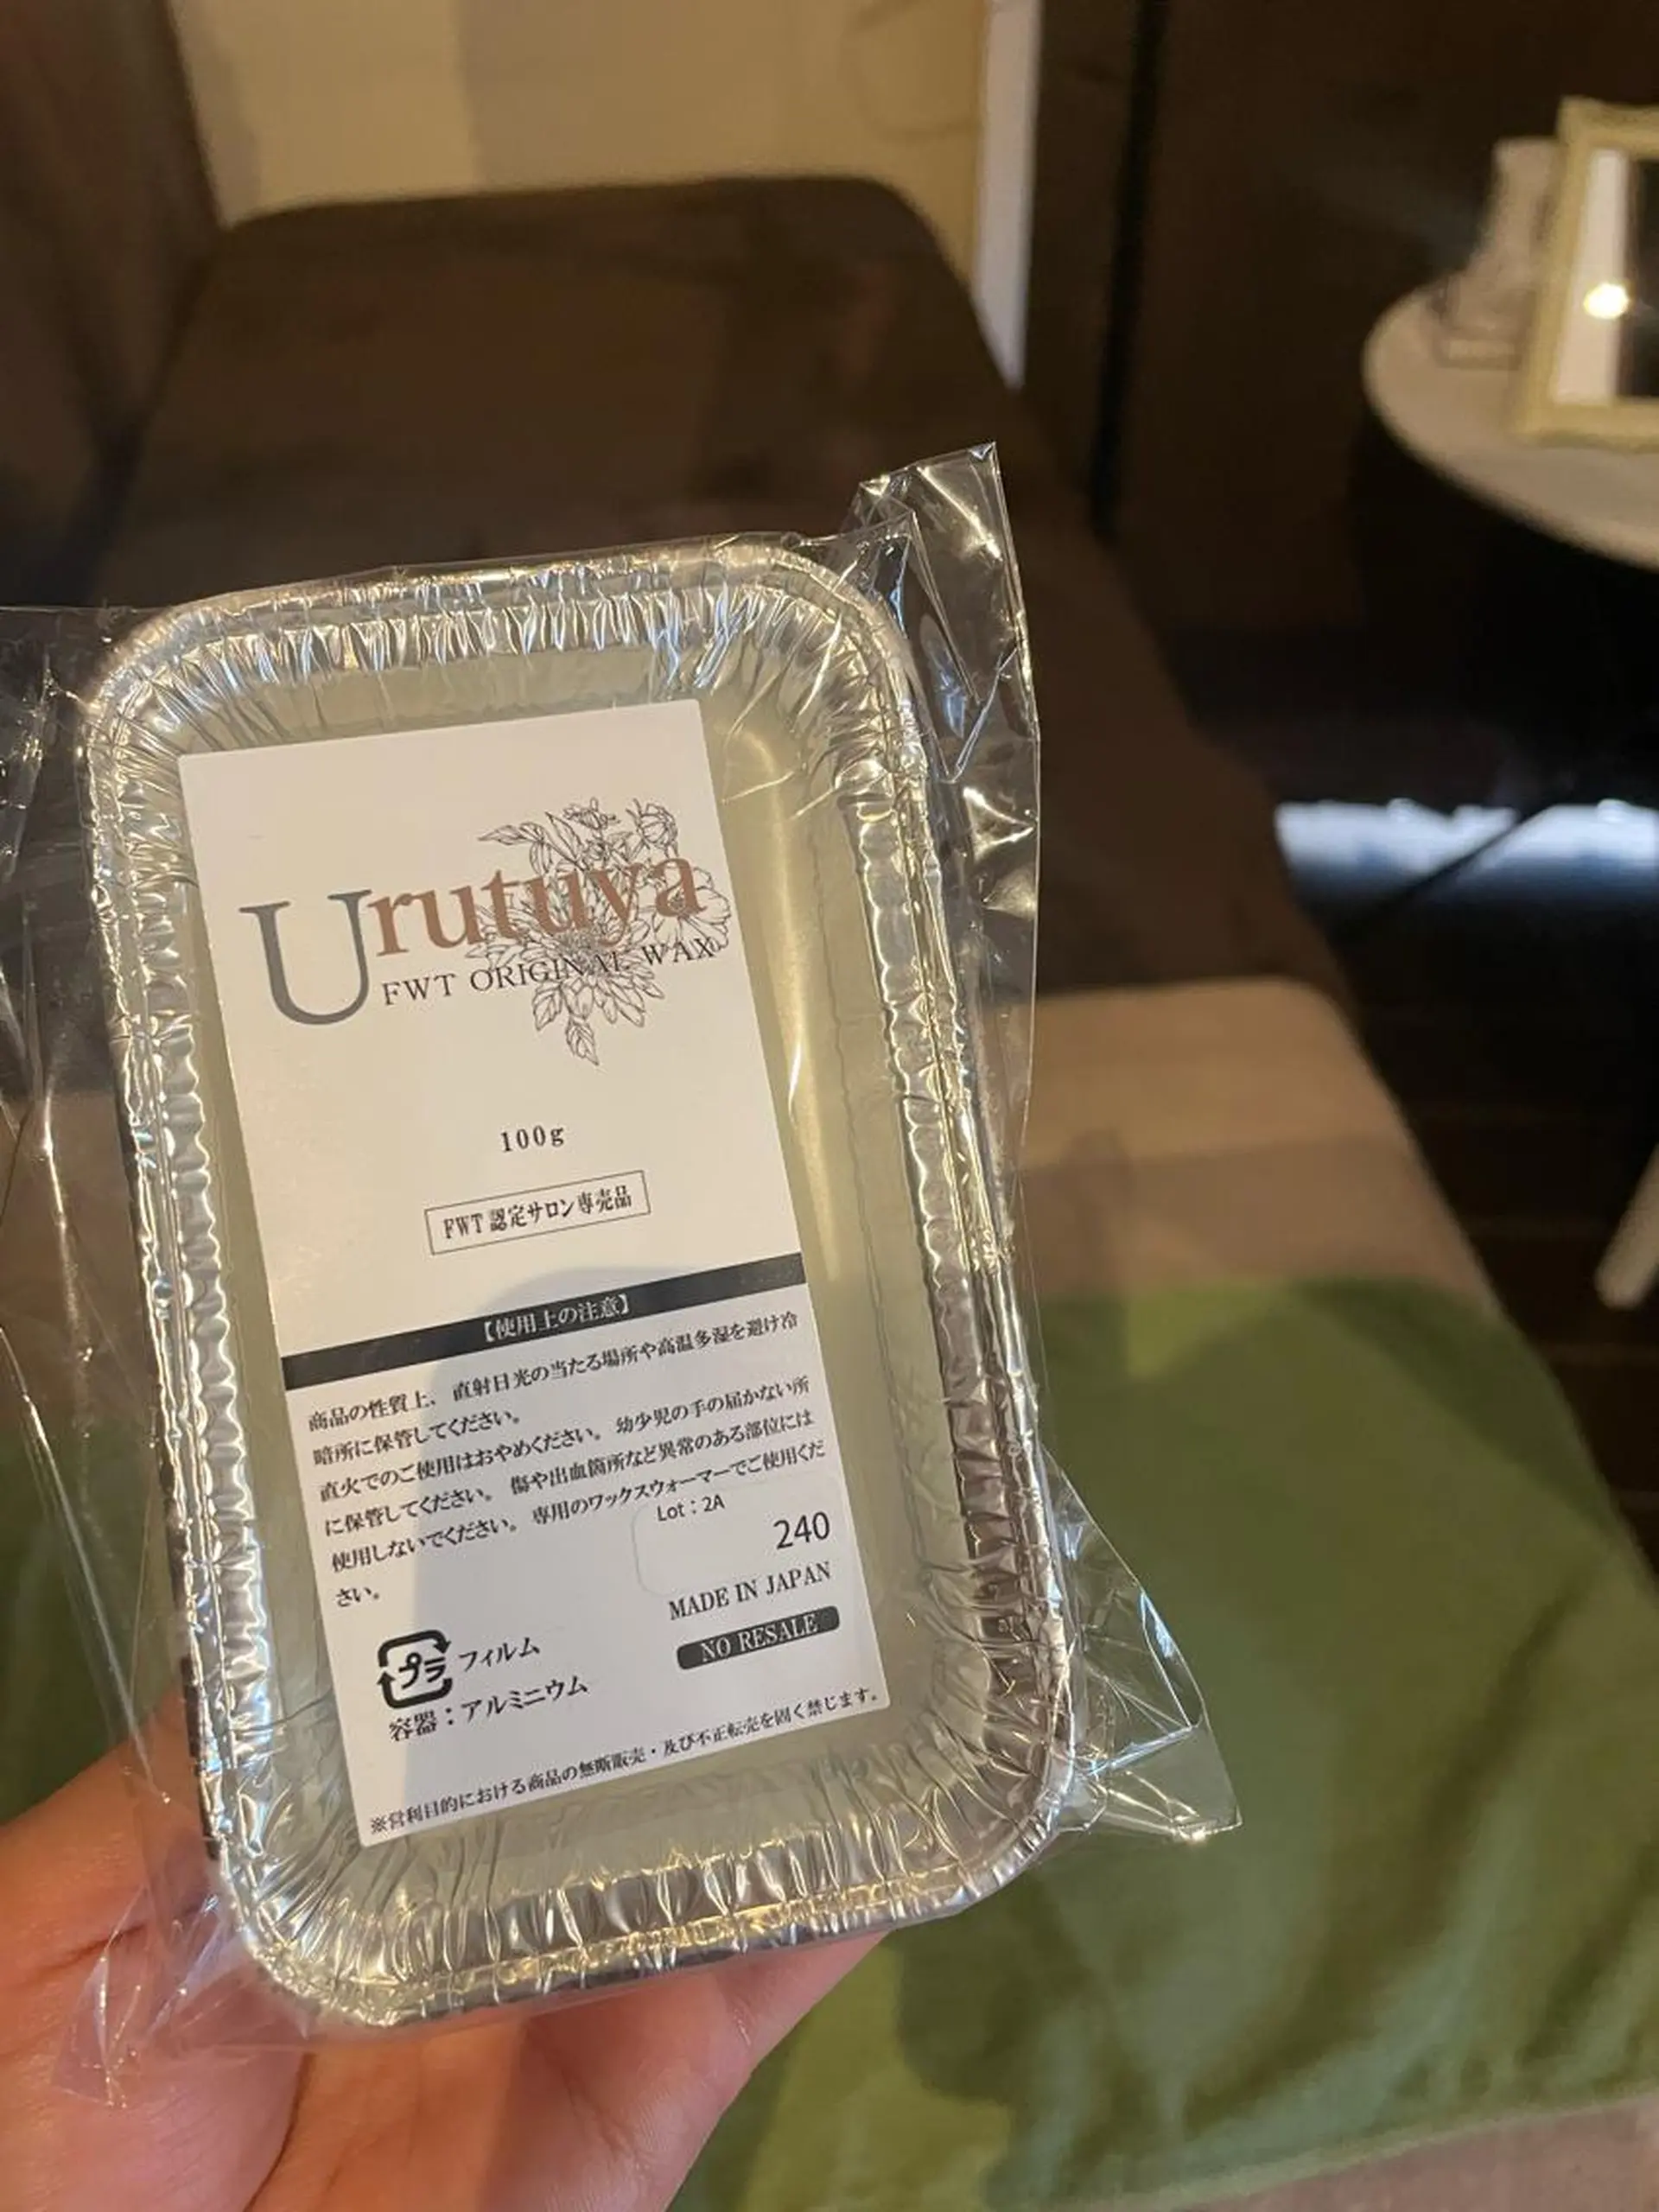 Urutuya
FWT ORIGINAL WAX
100g
FWT 認定サロン専売品
【使用上の注意】
商品の性質上、直射日光の当たる場所や高温多湿を避け冷
暗所に保管してください。
直火でのご使用はおやめください。幼少児の手の届かない所
に保管してください。傷や出血箇所など異常のある部位には
使用しないでください。専用のワックスウォーマーでご使用くだ
さい。
Lot：2A
240
MADE IN JAPAN
NO RESALE
プラ フィルム
容器：アルミニウム
※営利目的における商品の無断販売・及び不正転売を固く禁じます。